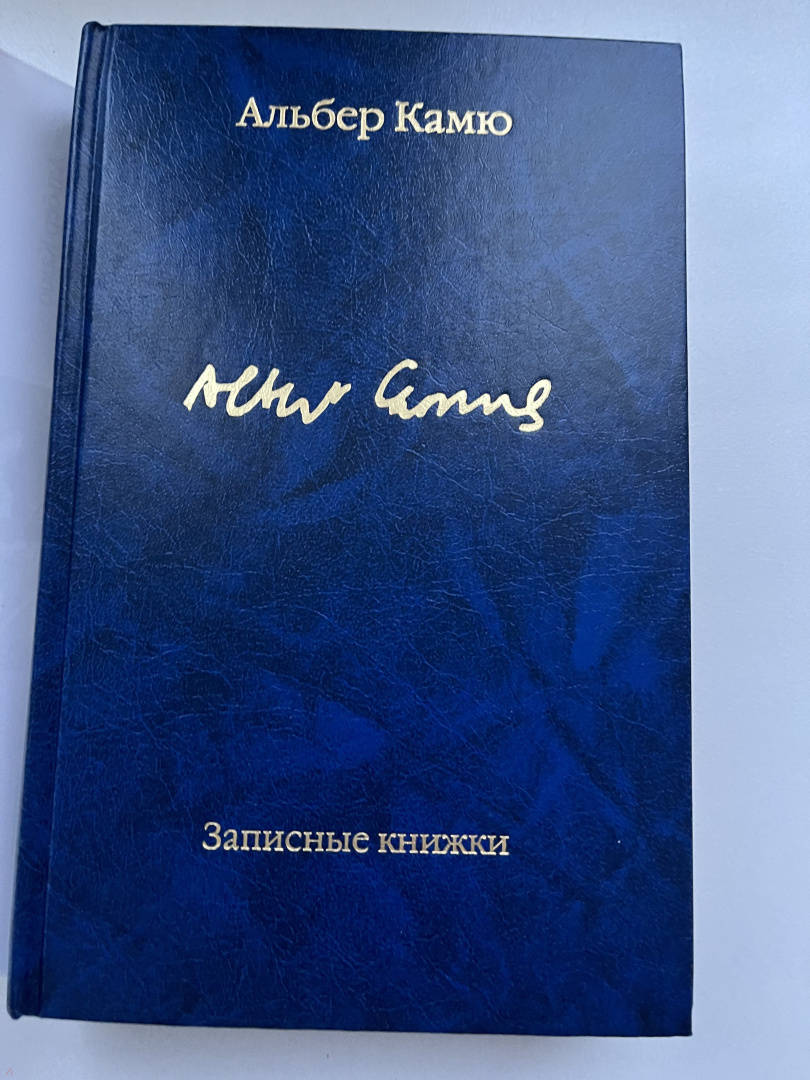 Альбер Камю
Albert Camus
Записные книжки